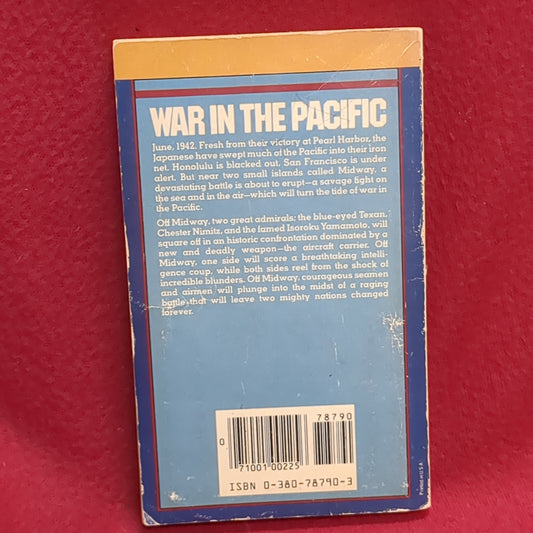 WAR IN THE PACIFIC
June, 1942. Fresh from their victory at Pearl Harbor, the
Japanese have swept much of the Pacific into their iron
net. Honolulu is blacked out. San Francisco is under
alert. But near two small islands called Midway, a
devastating battle is about to erupt—a savage fight on
the sea and in the air—which will turn the tide of war in
the Pacific.
Off Midway, two great admirals; the blue-eyed Texan,
Chester Nimitz, and the famed Isoroku Yamamoto, will
square off in an historic confrontation dominated by a
new and deadly weapon—the aircraft carrier. Off
Midway, one side will score a breathtaking intelli-
gence coup, while both sides reel from the shock of
incredible blunders. Off Midway, courageous seamen
and airmen will plunge into the midst of a raging
battle that will leave two mighty nations changed
forever.
78790
0
71001 00225
ISBN 0-380-78790-3
Printed in U.S.A.